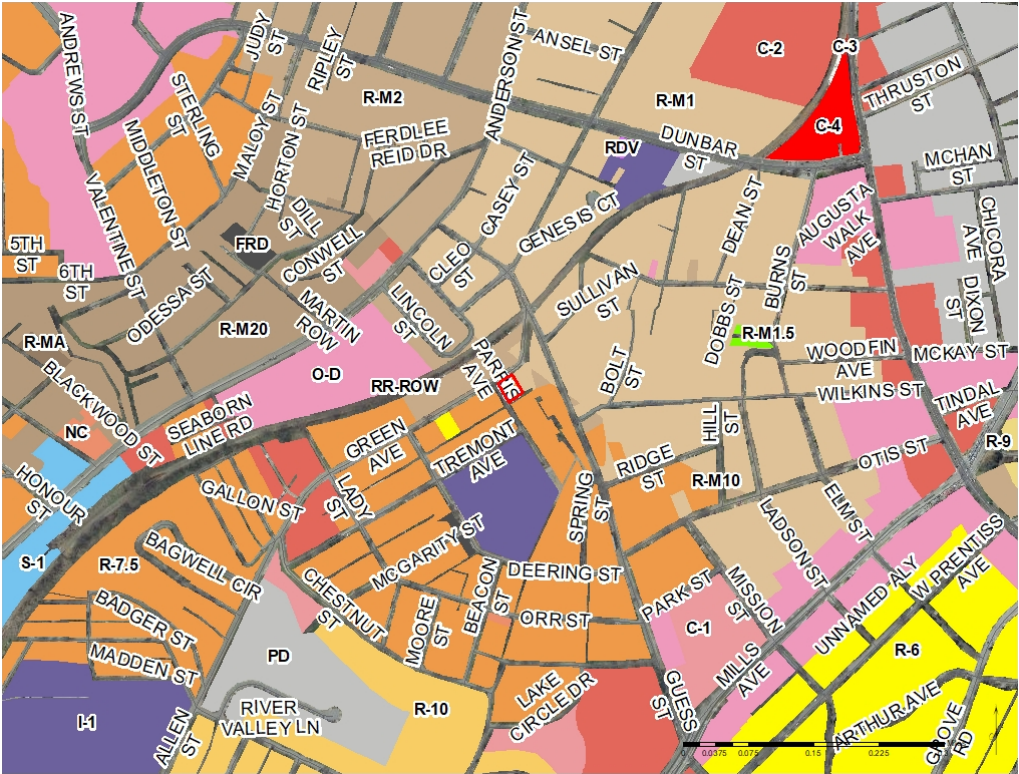 ANDREWS ST
JUDY
ST
RIPLEY
ST
ANDERSON ST
ANSEL ST
C-2
C-3
THRUSTON
ST
STERLING
ST
R-M2
R-M1
C-4
MALOY ST
HORTON ST
FERDLEE
REID DR
DUNBAR
ST
RDV
MCHAN
ST
MIDDLETON ST
VALENTINE ST
DILL
ST
CASEY ST
GENESIS CT
DEAN ST
AUGUSTA
WALK
AVE
CHICORA
AVE
5TH
ST
6TH
ST
FRD
CONWELL
ST
CLEO
ST
BURNS
ST
ODESSA ST
SULLIVAN
ST
DIXON
ST
R-MA
R-M20
MARTIN
ROW
LINCOLN
ST
DOBBS ST
R-M1.5
BLACKWOOD
ST
O-D
RR-ROW
PARI
AVE
BOLT
ST
WOODFIN
AVE
MCKAY ST
WILKINS ST
TINDAL
AVE
NC
SEABORN
LINE RD
GREEN
AVE
TREMONT
AVE
HILL
ST
OTIS ST
R-9
HONOUR
ST
GALLON ST
LADY
ST
RIDGE
ST
R-M10
SPRING
ST
LADSON ST
ELM ST
S-1
R-7.5
BAGWELL CIR
MCGARITY ST
BEACON
ST
DEERING ST
PARK ST
MISSION
ST
UNNAMED ALY
W PRENTISS
AVE
BADGER ST
CHESTNUT
ST
MOORE
ST
ORR ST
C-1
R-6
MADDEN ST
PD
MILLS
AVE
LAKE
CIRCLE DR
GUESS
ST
I-1
ALLEN
ST
RIVER
VALLEY LN
R-10
ARTHUR AVE
GROVE
RD
0 0.0375 0.075 0.15 0.225